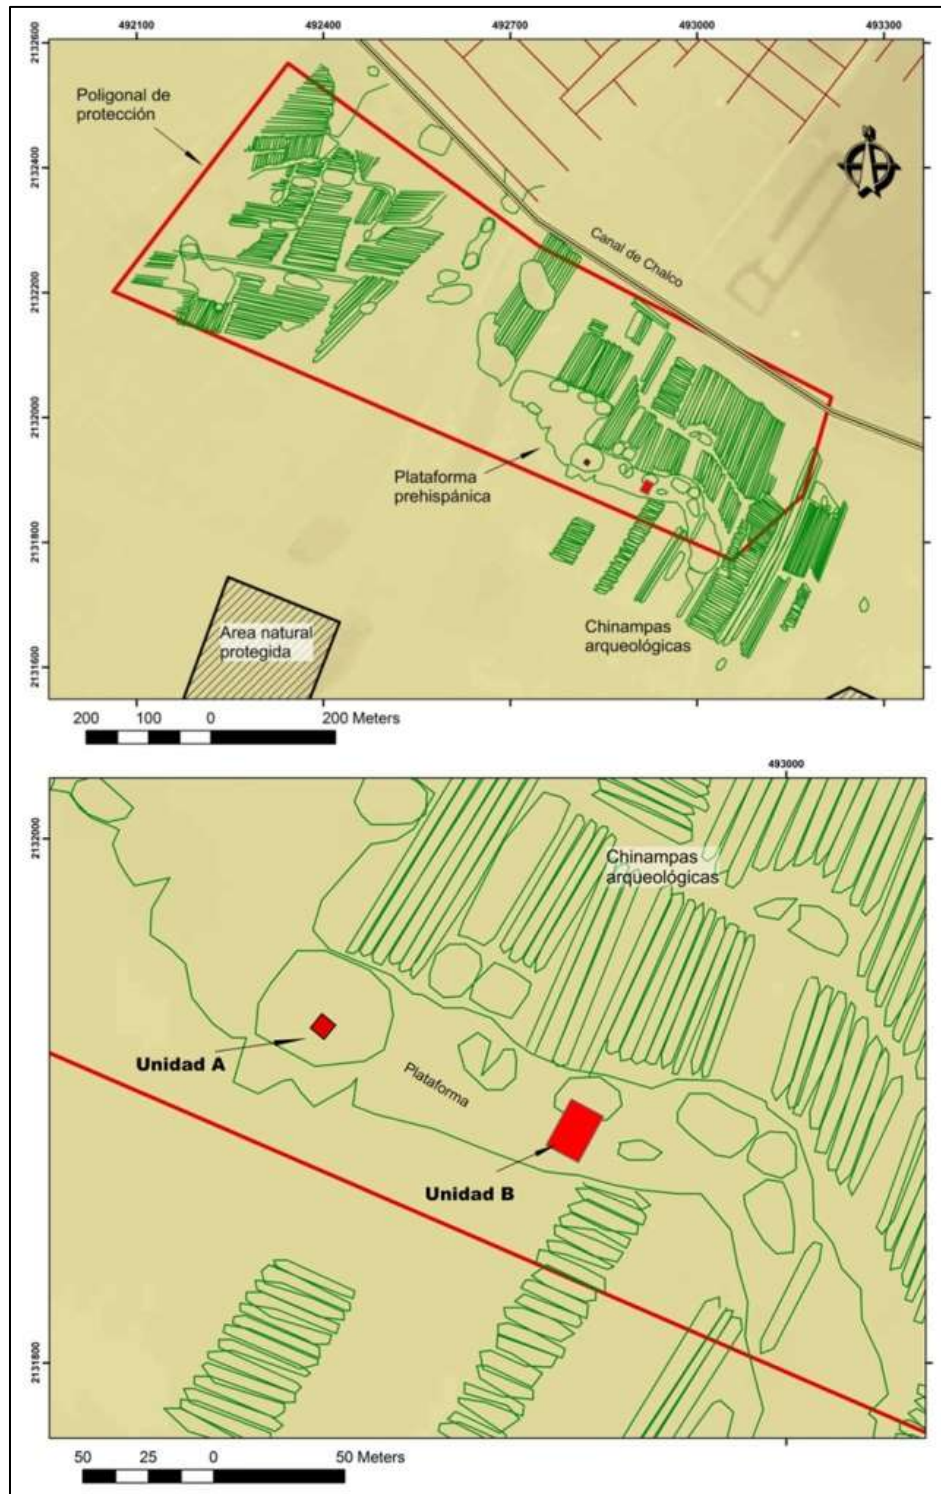 492100 492400 492700 493000 493300
2132600
2132400
2132200
2132000
2131800
2131600
Poligonal de
protección
Canal de Chalco
Plataforma
prehispánica
Area natural
protegida
Chinampas
arqueológicas
200 100 0 200 Meters
493000
2132000
2131800
Chinampas
arqueológicas
Unidad A
Plataforma
Unidad B
50 25 0 50 Meters